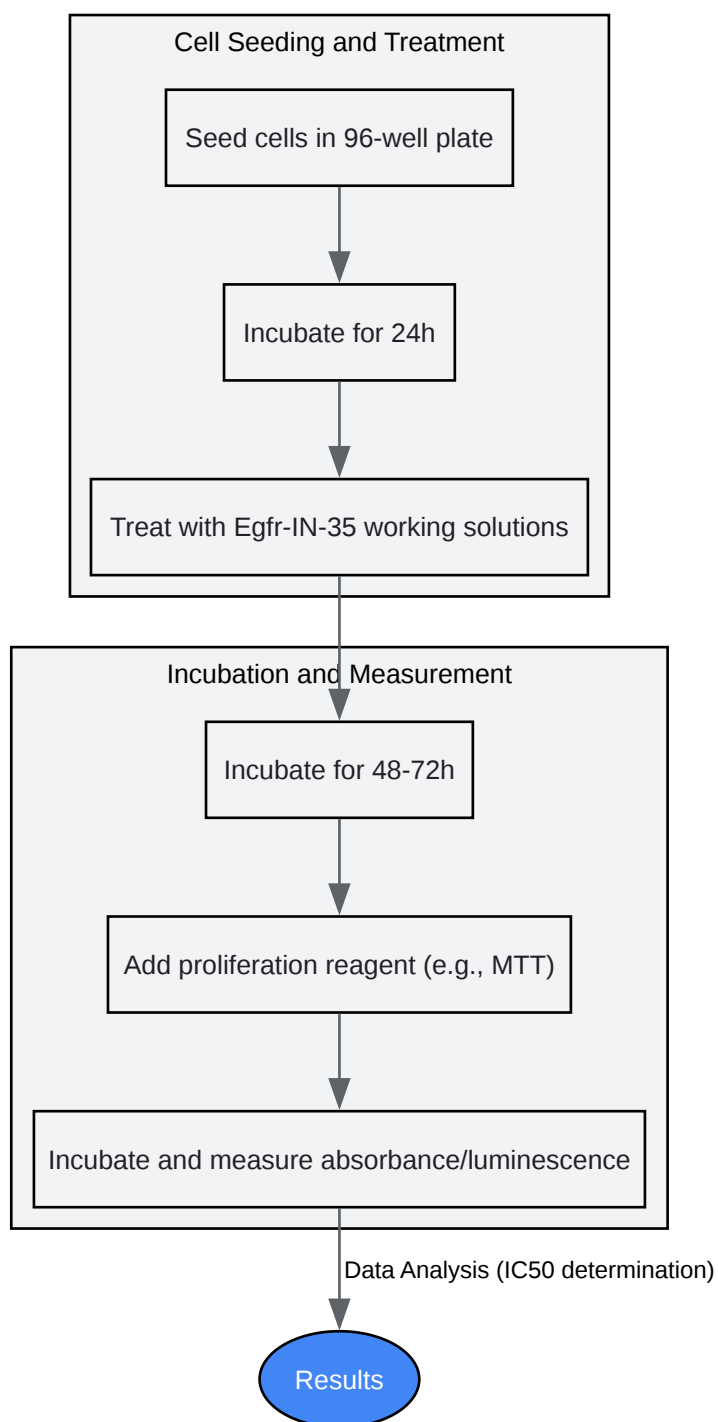 Cell Seeding and Treatment
Seed cells in 96-well plate
Incubate for 24h
Treat with Egfr-IN-35 working solutions
Incubation and Measurement
Incubate for 48-72h
Add proliferation reagent (e.g., MTT)
Incubate and measure absorbance/luminescence
Data Analysis (IC50 determination)
Results